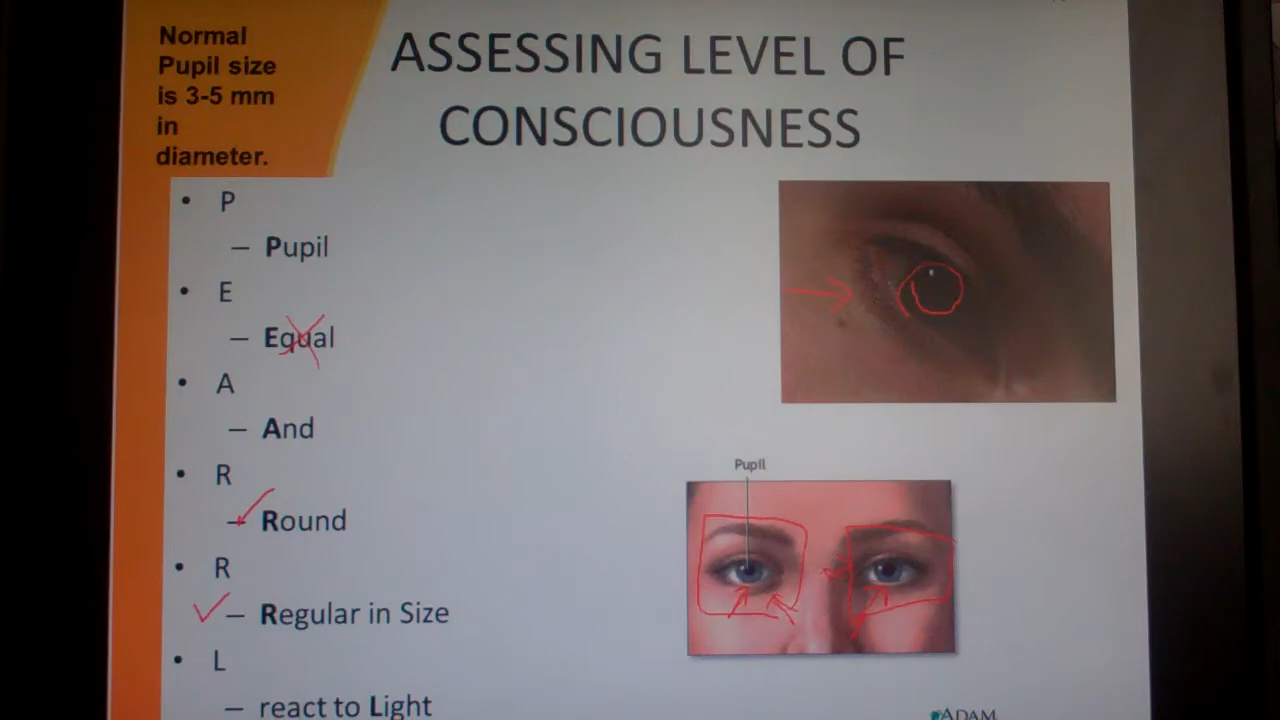 Normal
Pupil size
is 3-5 mm
in
diameter.
ASSESSING LEVEL OF
CONSCIOUSNESS
• P
– Pupil
• E
– Equal
• A
– And
• R
– Round
• R
– Regular in Size
• L
– react to Light
Pupil
ADAM